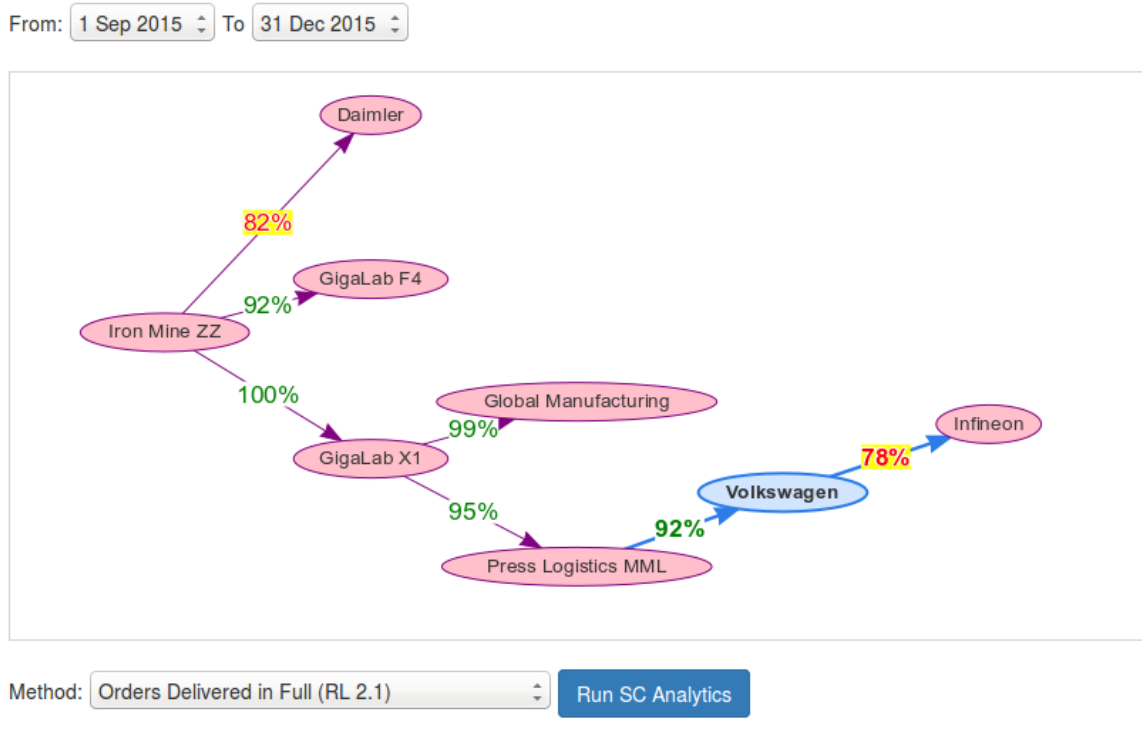 From: 1 Sep 2015 To 31 Dec 2015
Daimler
82%
GigaLab F4
92%
Iron Mine ZZ
100%
Global Manufacturing
99%
Infineon
GigaLab X1
78%
Volkswagen
95%
92%
Press Logistics MML
Method: Orders Delivered in Full (RL 2.1) Run SC Analytics